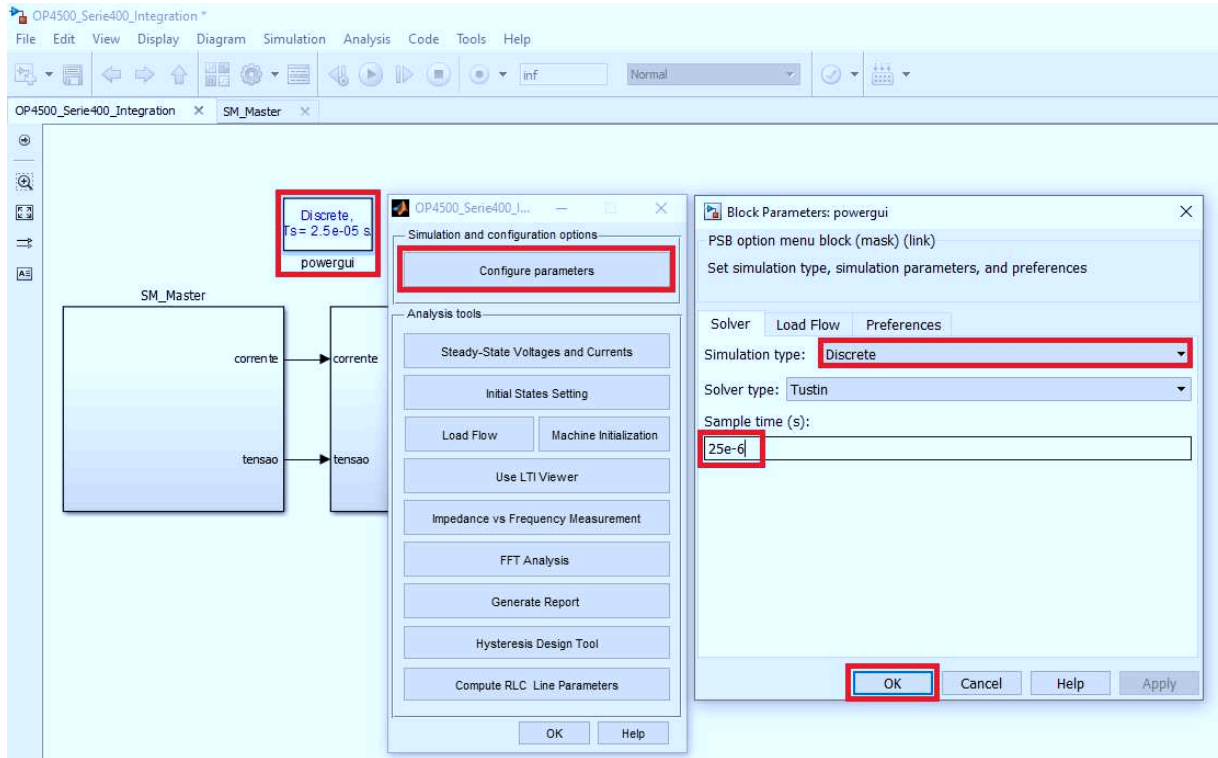 OP4500_Serie400_Integration *
File Edit View Display Diagram Simulation Analysis Code Tools Help
inf Normal
OP4500_Serie400_Integration SM_Master
Discrete,
Ts = 2.5e-05 s.
powergui
SM_Master
corrente
corrente
tensao
tensao
OP4500_Serie400_I...
Simulation and configuration options
Configure parameters
Analysis tools
Steady-State Voltages and Currents
Initial States Setting
Load Flow Machine Initialization
Use LTI Viewer
Impedance vs Frequency Measurement
FFT Analysis
Generate Report
Hysteresis Design Tool
Compute RLC Line Parameters
OK Help
Block Parameters: powergui
PSB option menu block (mask) (link)
Set simulation type, simulation parameters, and preferences
Solver Load Flow Preferences
Simulation type: Discrete
Solver type: Tustin
Sample time (s):
25e-6
OK Cancel Help Apply